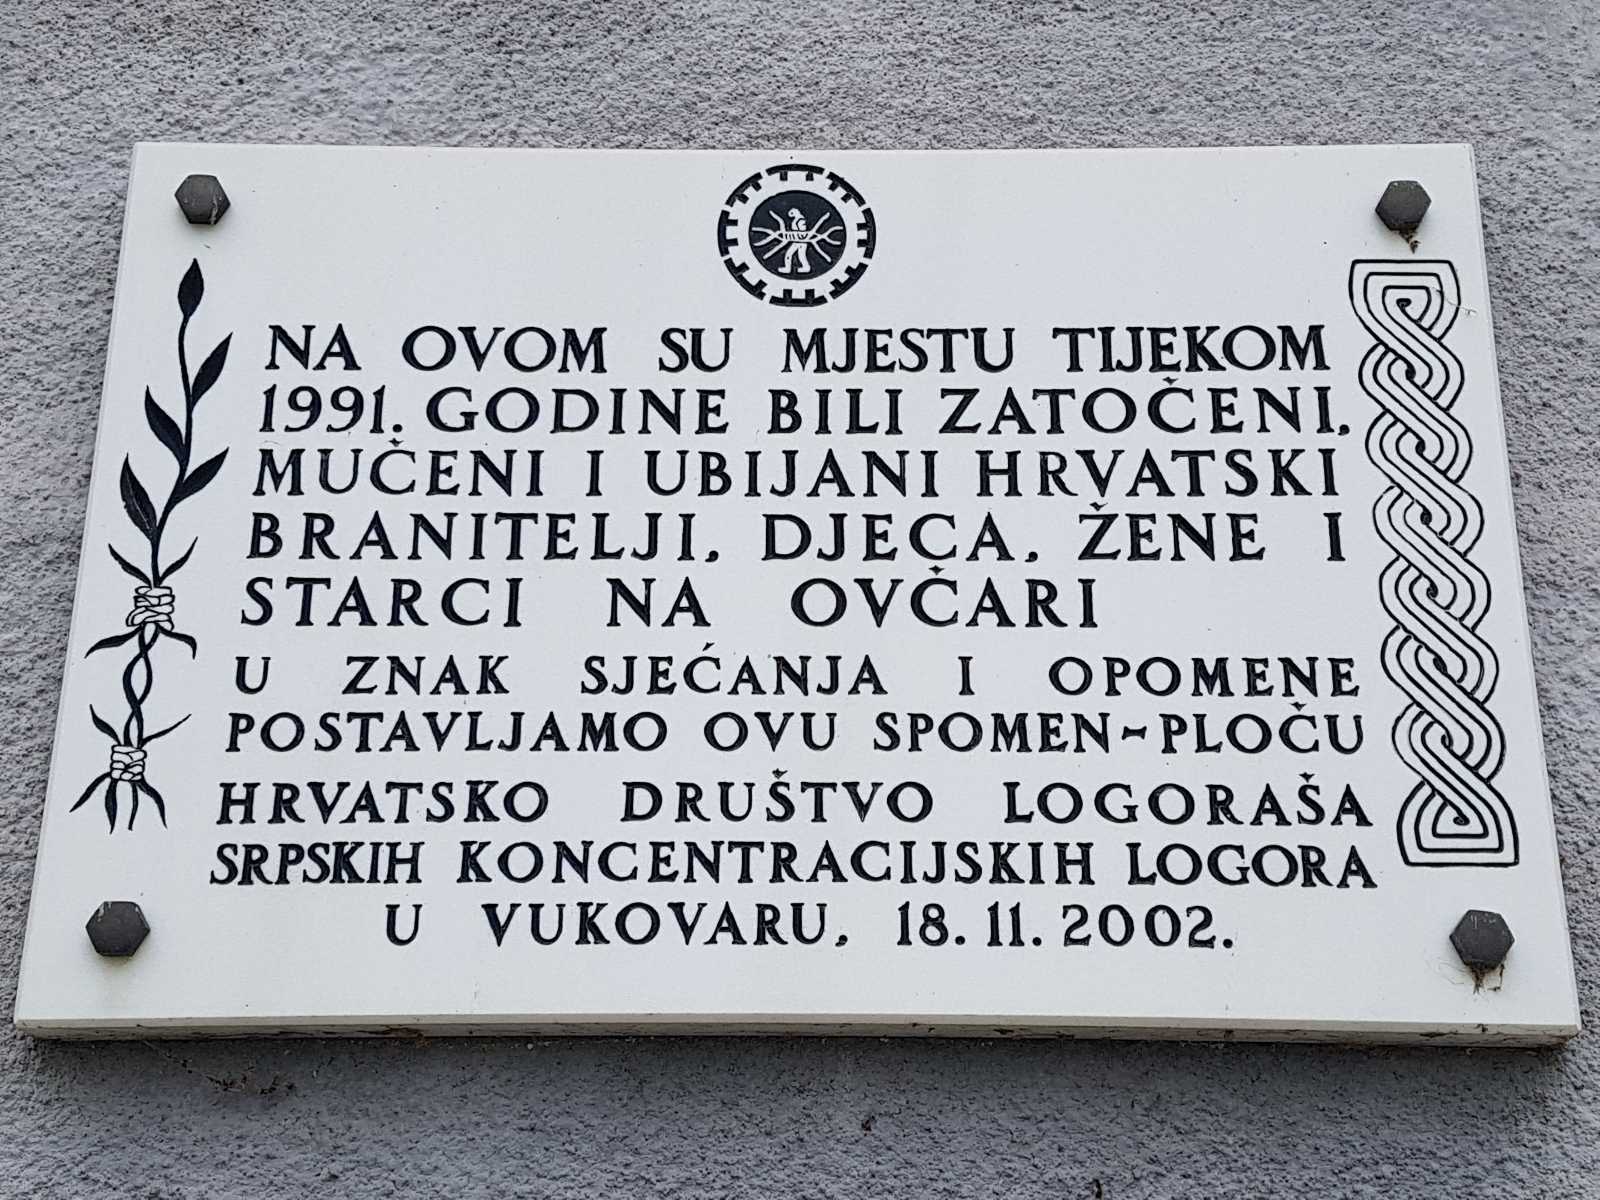 NA OVOM SU MJESTU TIJEKOM
1991. GODINE BILI ZATOČENI,
MUČENI I UBIJANI HRVATSKI
BRANITELJI, DJECA, ŽENE I
STARCI NA OVČARI
U ZNAK SJEĆANJA I OPOMENE
POSTAVLJAMO OVU SPOMEN-PLOČU
HRVATSKO DRUŠTVO LOGORAŠA
SRPSKIH KONCENTRACIJSKIH LOGORA
U VUKOVARU, 18. 11. 2002.